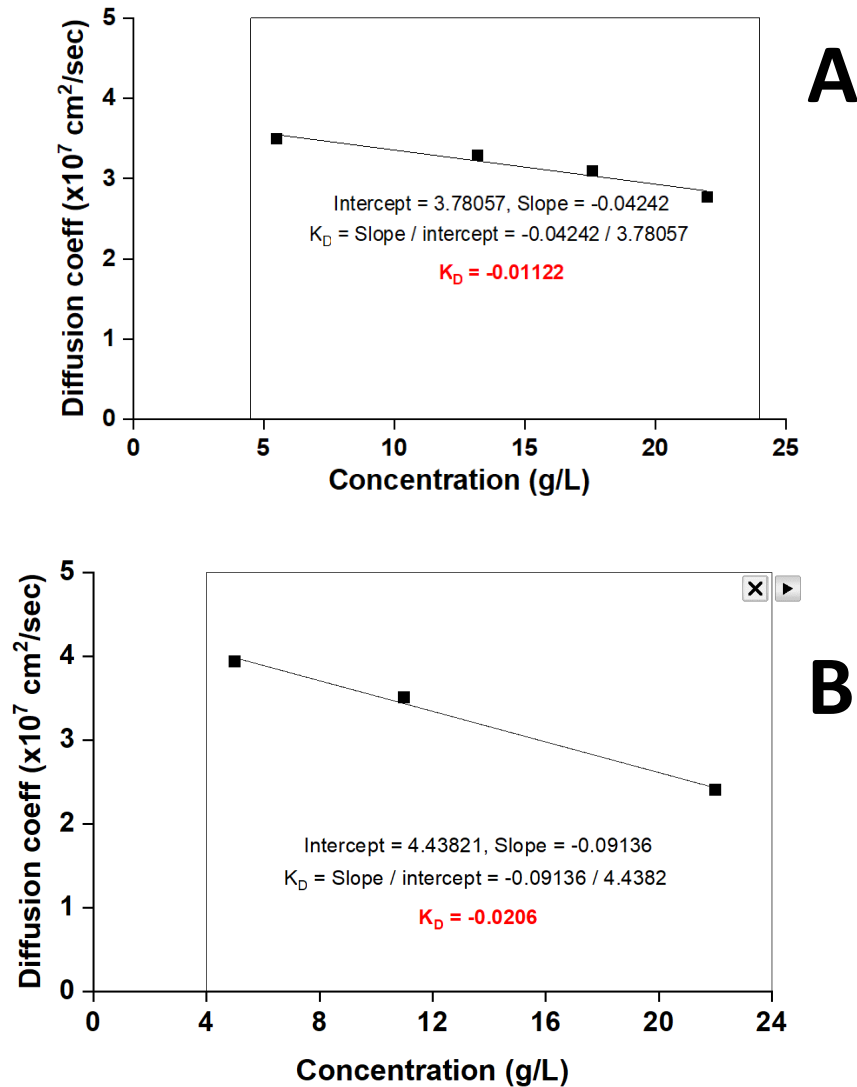 A
5
4
3
2
1
0
Diffusion coeff (x10⁷ cm²/sec)
Intercept = 3.78057, Slope = -0.04242
K_D = Slope / intercept = -0.04242 / 3.78057
K_D = -0.01122
0 5 10 15 20 25
Concentration (g/L)
B
5
4
3
2
1
0
Diffusion coeff (x10⁷ cm²/sec)
Intercept = 4.43821, Slope = -0.09136
K_D = Slope / intercept = -0.09136 / 4.4382
K_D = -0.0206
0 4 8 12 16 20 24
Concentration (g/L)